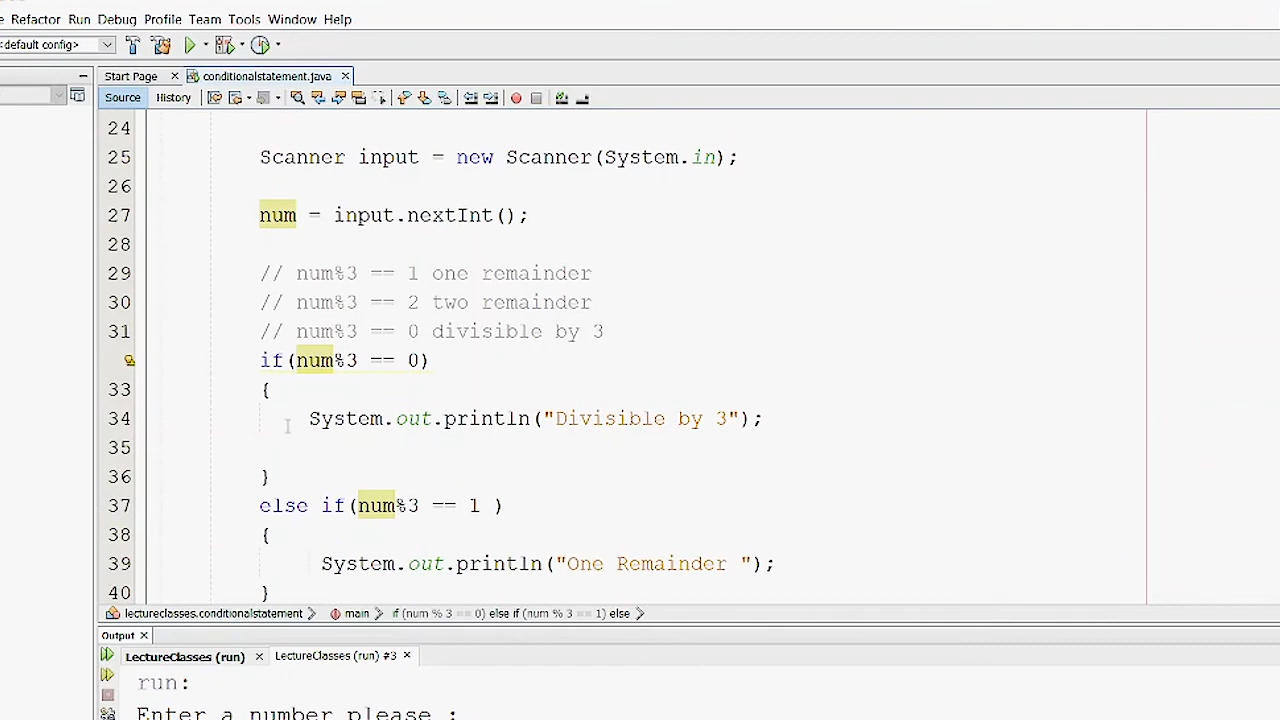 e Refactor Run Debug Profile Team Tools Window Help
<default config>
Start Page conditionalstatement.java
Source History
24
25 Scanner input = new Scanner(System.in);
26
27 num = input.nextInt();
28
29 // num%3 == 1 one remainder
30 // num%3 == 2 two remainder
31 // num%3 == 0 divisible by 3
if(num%3 == 0)
33 {
34 System.out.println("Divisible by 3");
35
36 }
37 else if(num%3 == 1 )
38 {
39 System.out.println("One Remainder ");
40 }
lectureclasses.conditionalstatement main if (num % 3 == 0) else if (num % 3 == 1) else
Output
LectureClasses (run) LectureClasses (run) #3
run:
Enter a number please :